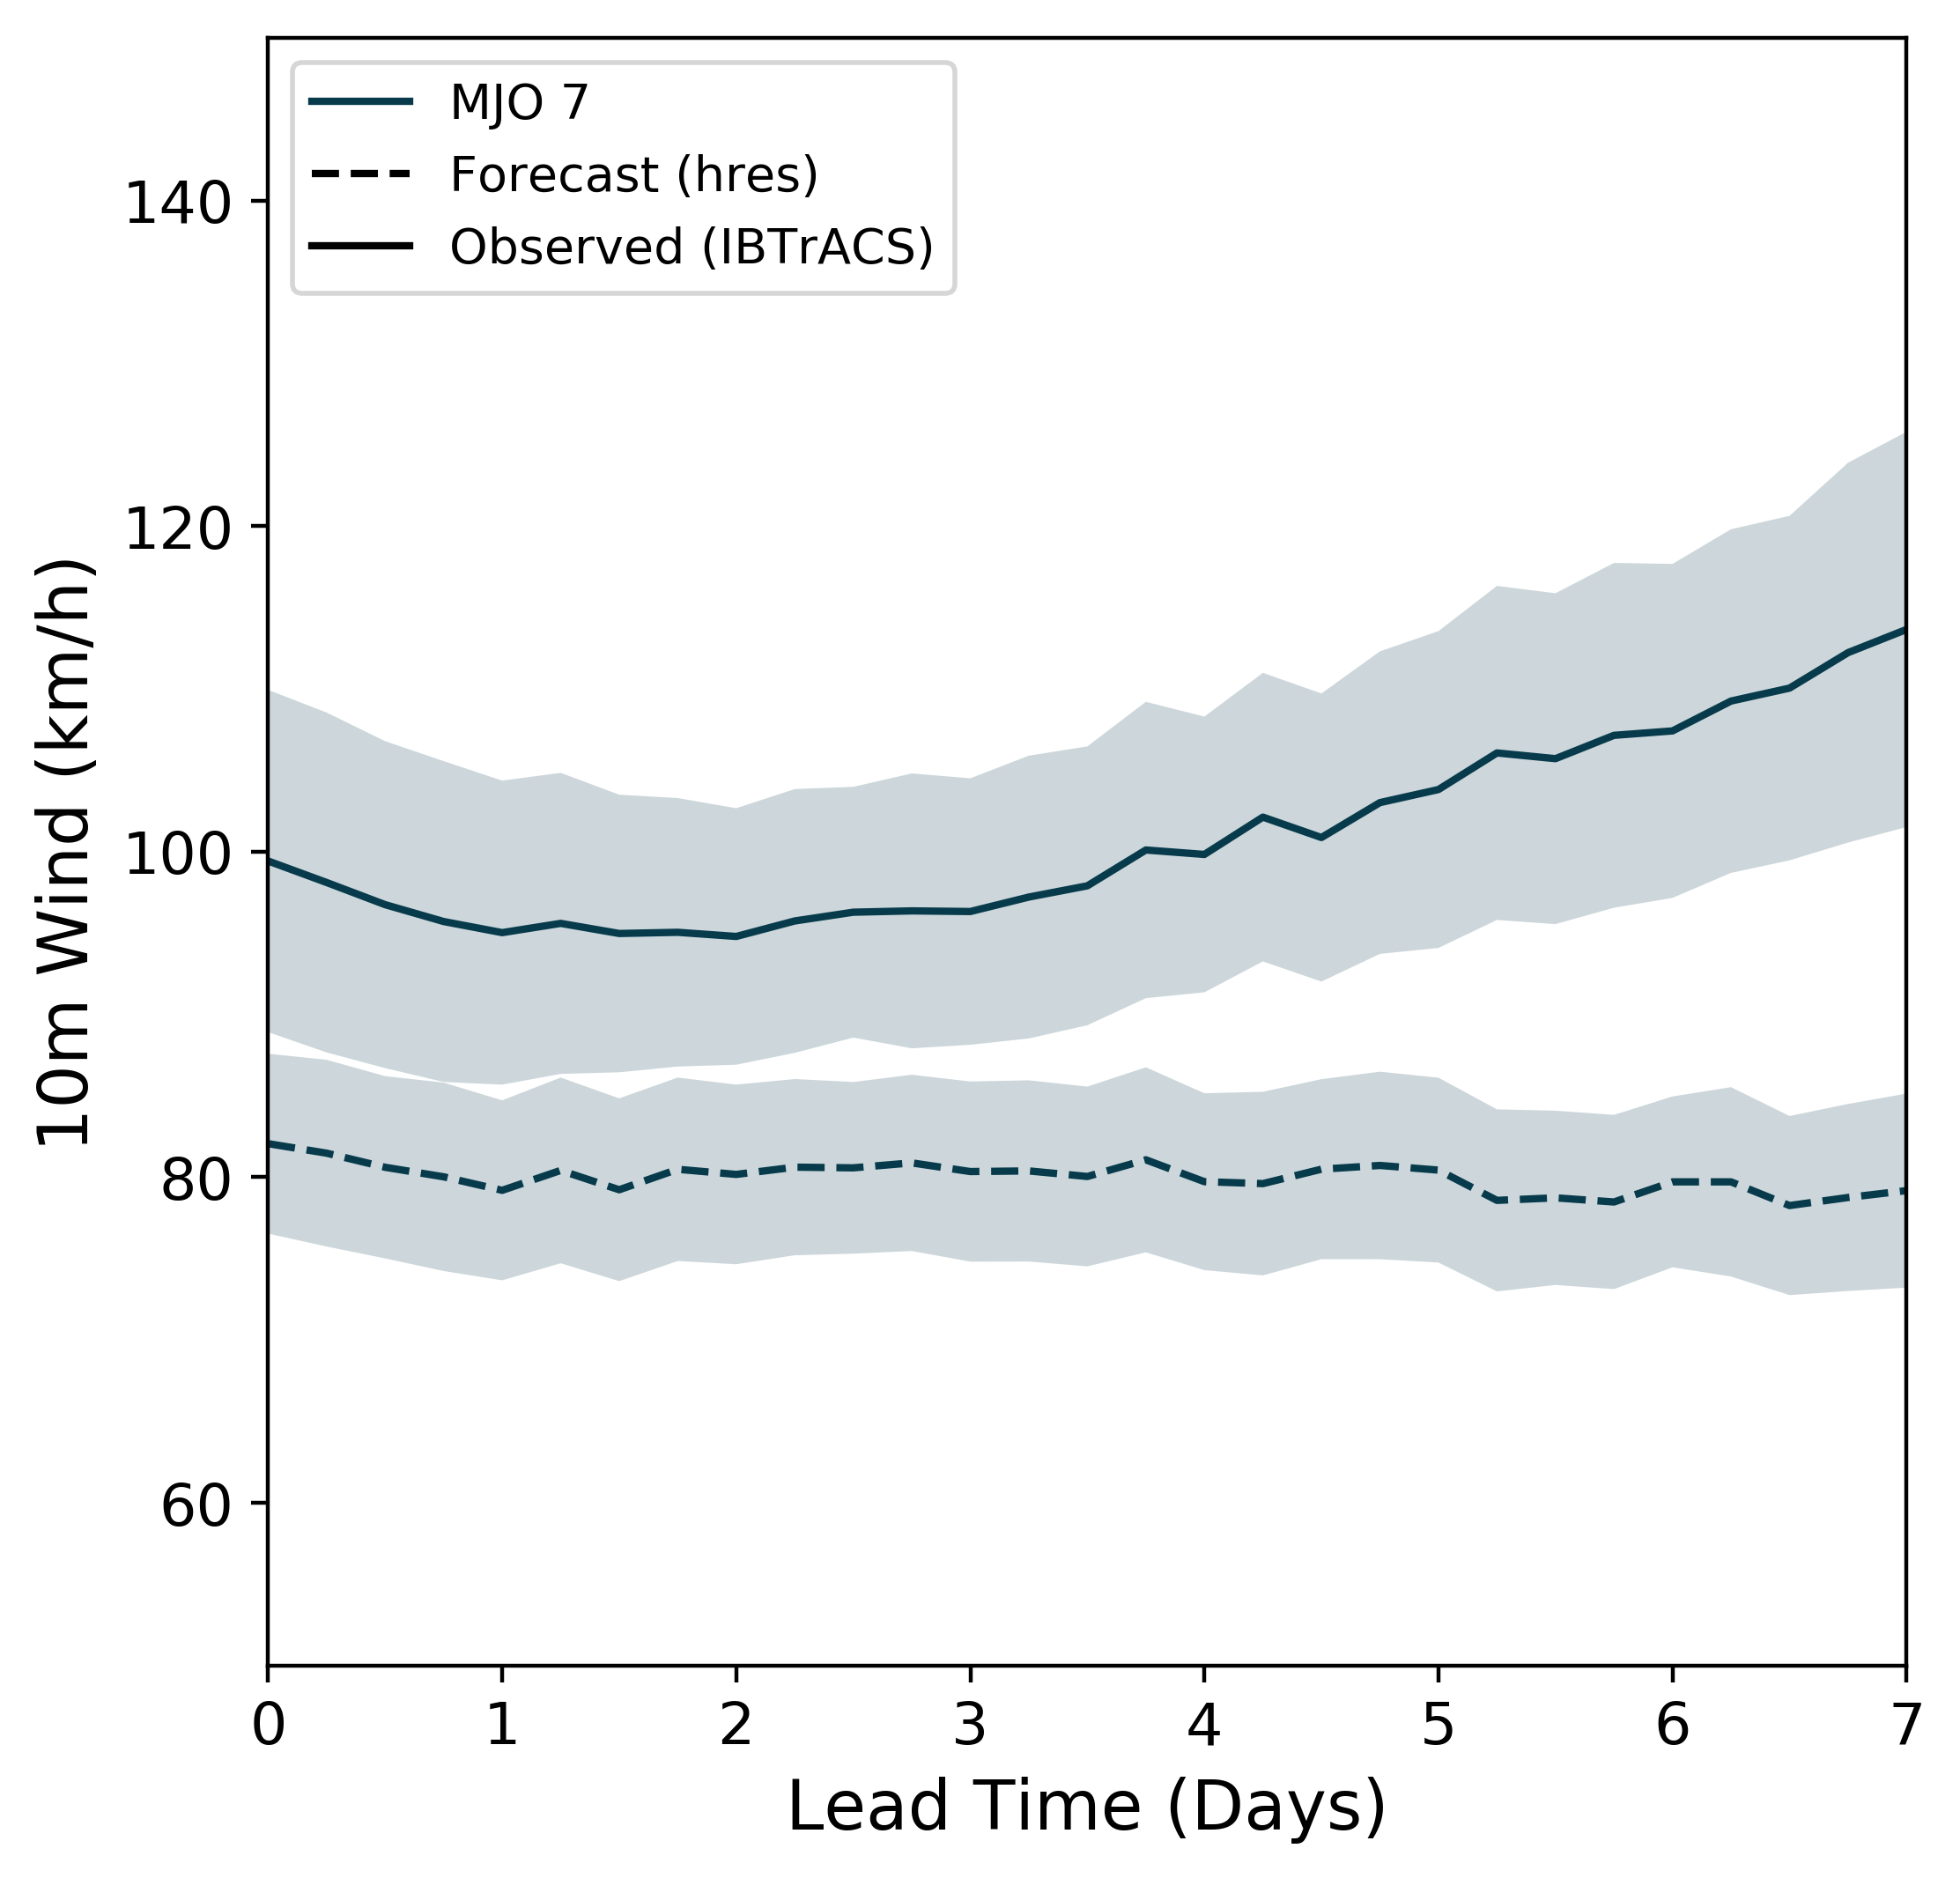 MJO 7
Forecast (hres)
Observed (IBTrACS)
140
120
100
80
60
10m Wind (km/h)
0 1 2 3 4 5 6 7
Lead Time (Days)